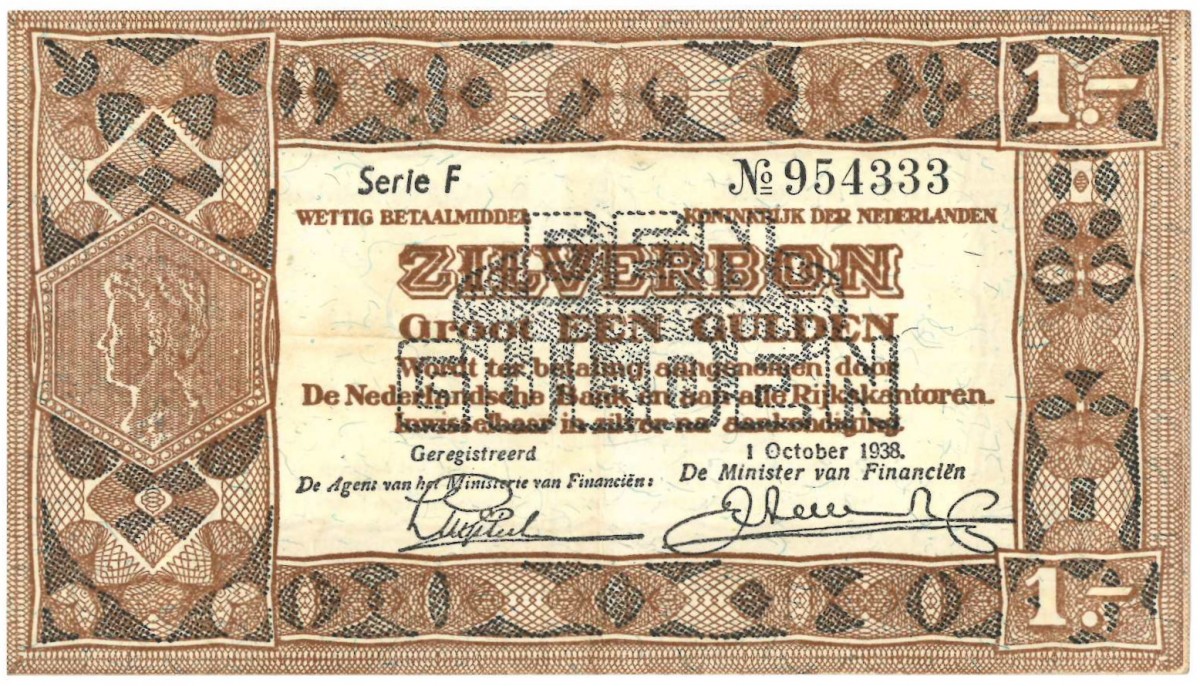 1.-
Serie F
№ 954333
WETTIG BETAALMIDDEL
KONINKRIJK DER NEDERLANDEN
ZILVERBON
Groot EEN GULDEN
EEN
GULDEN
Wordt ter betaling aangenomen door
De Nederlandsche Bank en aan alle Rijkskantoren.
Inwisselbaar in zilver na aankondiging.
Geregistreerd
1 October 1938.
De Agent van het Ministerie van Financiën:
De Minister van Financiën
1.-